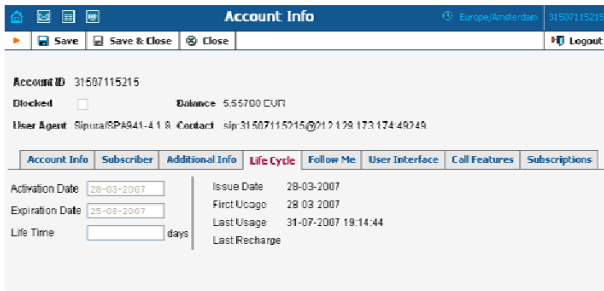 Account Info
Europe/Amsterdam 31507115215
Save Save & Close Close Logout
Account ID 31507115215
Blocked Balance 5.55700 EUR
User Agent Sipura/SPA941-4.1.8 Contact sip:31507115215@212.129.173.174:49249
Account Info Subscriber Additional Info Life Cycle Follow Me User Interface Call Features Subscriptions
Activation Date 28-03-2007 Issue Date 28-03-2007
First Usage 28-03-2007
Expiration Date 25-08-2007 Last Usage 31-07-2007 19:14:44
Life Time days Last Recharge